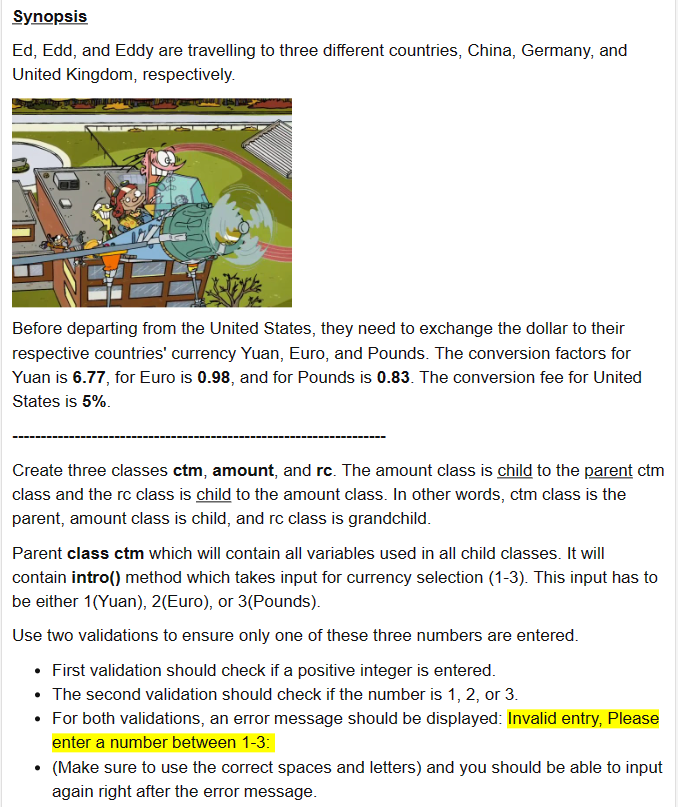 Synopsis
Ed, Edd, and Eddy are travelling to three different countries, China, Germany, and
United Kingdom, respectively.
Before departing from the United States, they need to exchange the dollar to their
respective countries' currency Yuan, Euro, and Pounds. The conversion factors for
Yuan is 6.77, for Euro is 0.98, and for Pounds is 0.83. The conversion fee for United
States is 5%.
------------------------------------------------------------------
Create three classes ctm, amount, and rc. The amount class is child to the parent ctm
class and the rc class is child to the amount class. In other words, ctm class is the
parent, amount class is child, and rc class is grandchild.
Parent class ctm which will contain all variables used in all child classes. It will
contain intro() method which takes input for currency selection (1-3). This input has to
be either 1(Yuan), 2(Euro), or 3(Pounds).
Use two validations to ensure only one of these three numbers are entered.
• First validation should check if a positive integer is entered.
• The second validation should check if the number is 1, 2, or 3.
• For both validations, an error message should be displayed: Invalid entry, Please
enter a number between 1-3:
• (Make sure to use the correct spaces and letters) and you should be able to input
again right after the error message.